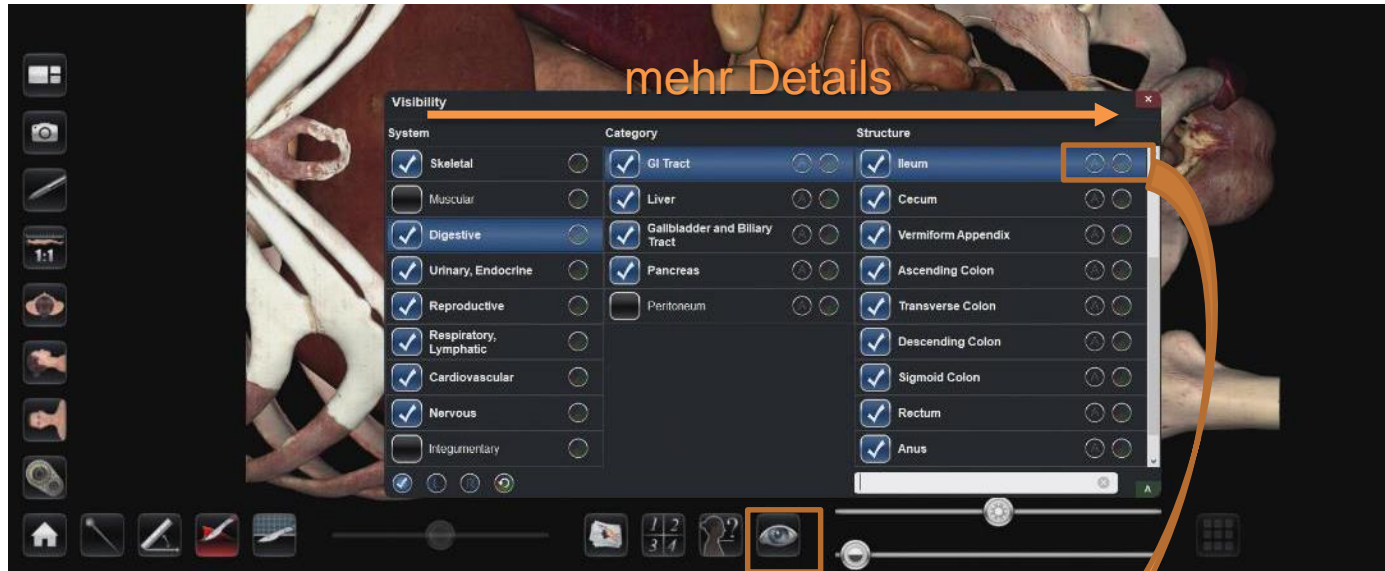 mehr Details
Visibility
System Category Structure
Skeletal GI Tract A Ileum A
Muscular Liver A Cecum A
Digestive Gallbladder and Biliary Tract A Vermiform Appendix A
Urinary, Endocrine Pancreas A Ascending Colon A
Reproductive Peritoneum A Transverse Colon A
Respiratory, Lymphatic Descending Colon A
Cardiovascular Sigmoid Colon A
Nervous Rectum A
Integumentary Anus A
L R
1:1
1 2
3 4
?